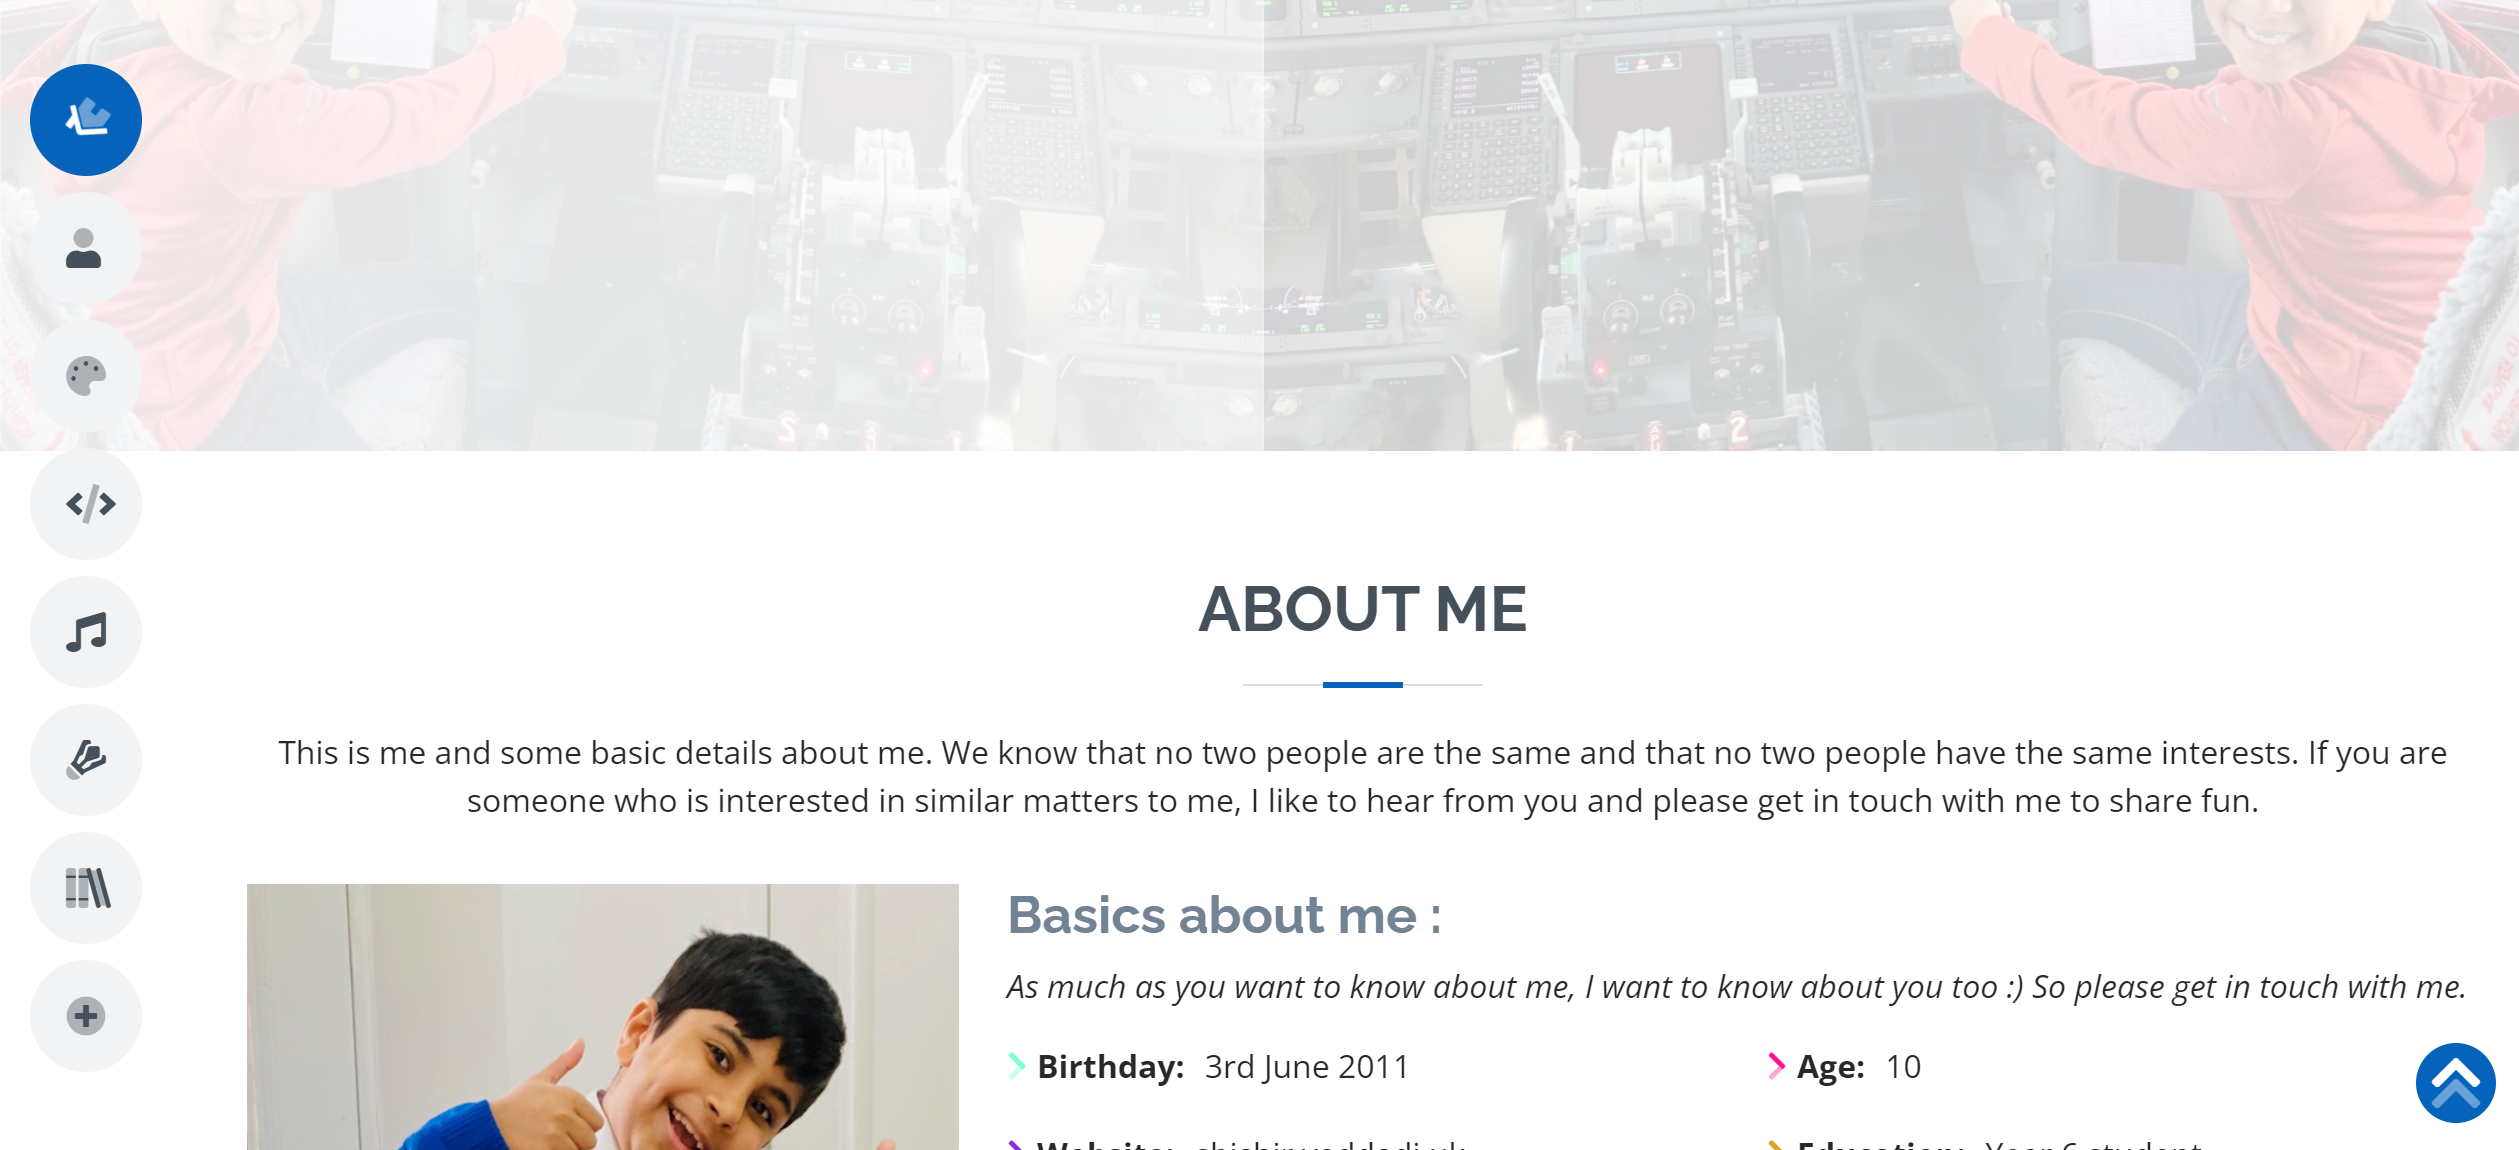 ABOUT ME
This is me and some basic details about me. We know that no two people are the same and that no two people have the same interests. If you are
someone who is interested in similar matters to me, I like to hear from you and please get in touch with me to share fun.
Basics about me :
As much as you want to know about me, I want to know about you too :) So please get in touch with me.
Birthday: 3rd June 2011
Age: 10
Education: Year 6 student